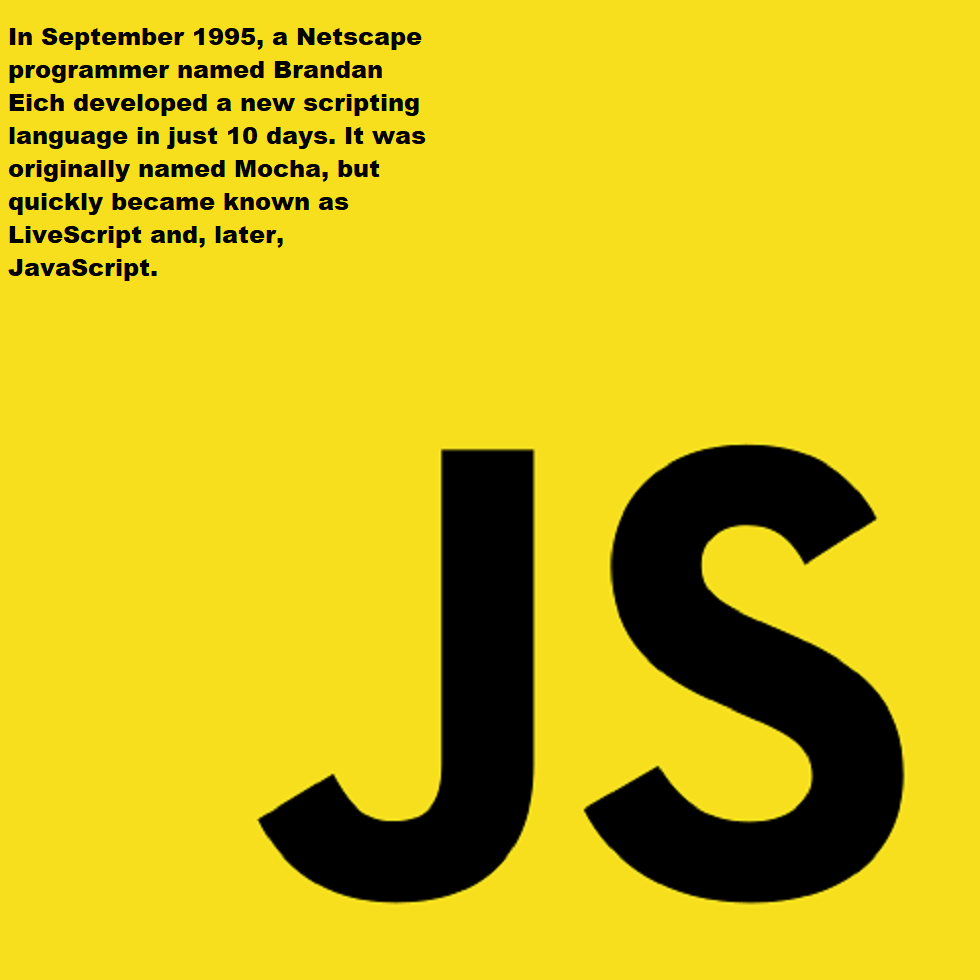 In September 1995, a Netscape
programmer named Brandan
Eich developed a new scripting
language in just 10 days. It was
originally named Mocha, but
quickly became known as
LiveScript and, later,
JavaScript.
JS